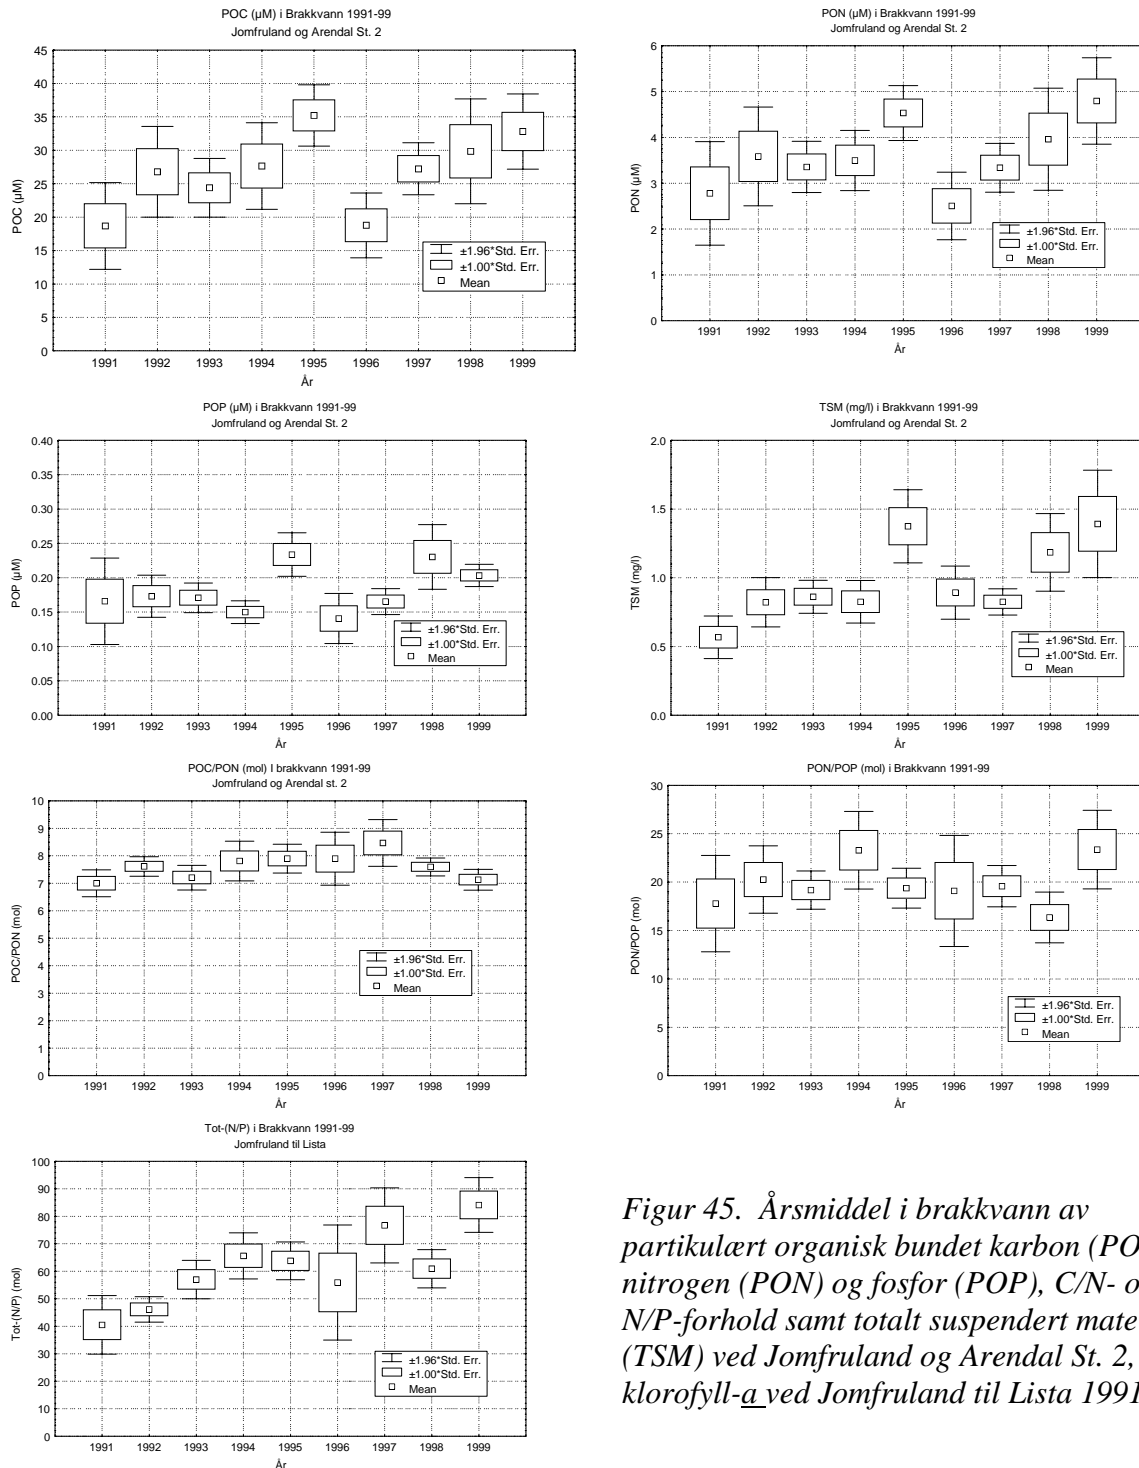 POC (µM) i Brakkvann 1991-99
Jomfruland og Arendal St. 2
45
40
35
30
25
20
15
10
5
0
POC (µM)
±1.96*Std. Err.
±1.00*Std. Err.
Mean
1991 1992 1993 1994 1995 1996 1997 1998 1999
År
PON (µM) i Brakkvann 1991-99
Jomfruland og Arendal St. 2
6
5
4
3
2
1
0
PON (µM)
±1.96*Std. Err.
±1.00*Std. Err.
Mean
1991 1992 1993 1994 1995 1996 1997 1998 1999
År
POP (µM) i Brakkvann 1991-99
Jomfruland og Arendal St. 2
0.40
0.35
0.30
0.25
0.20
0.15
0.10
0.05
0.00
POP (µM)
±1.96*Std. Err.
±1.00*Std. Err.
Mean
1991 1992 1993 1994 1995 1996 1997 1998 1999
År
TSM (mg/l) i Brakkvann 1991-99
Jomfruland og Arendal St. 2
2.0
1.5
1.0
0.5
0.0
TSM (mg/l)
±1.96*Std. Err.
±1.00*Std. Err.
Mean
1991 1992 1993 1994 1995 1996 1997 1998 1999
År
POC/PON (mol) I brakkvann 1991-99
Jomfruland og Arendal st. 2
10
9
8
7
6
5
4
3
2
1
0
POC/PON (mol)
±1.96*Std. Err.
±1.00*Std. Err.
Mean
1991 1992 1993 1994 1995 1996 1997 1998 1999
År
PON/POP (mol) i Brakkvann 1991-99
30
25
20
15
10
5
0
PON/POP (mol)
±1.96*Std. Err.
±1.00*Std. Err.
Mean
1991 1992 1993 1994 1995 1996 1997 1998 1999
År
Tot-(N/P) i Brakkvann 1991-99
Jomfruland til Lista
100
90
80
70
60
50
40
30
20
10
0
Tot-(N/P) (mol)
±1.96*Std. Err.
±1.00*Std. Err.
Mean
1991 1992 1993 1994 1995 1996 1997 1998 1999
År
Figur 45. Årsmiddel i brakkvann av
partikulært organisk bundet karbon (PO
nitrogen (PON) og fosfor (POP), C/N- o
N/P-forhold samt totalt suspendert mate
(TSM) ved Jomfruland og Arendal St. 2,
klorofyll-a ved Jomfruland til Lista 1991